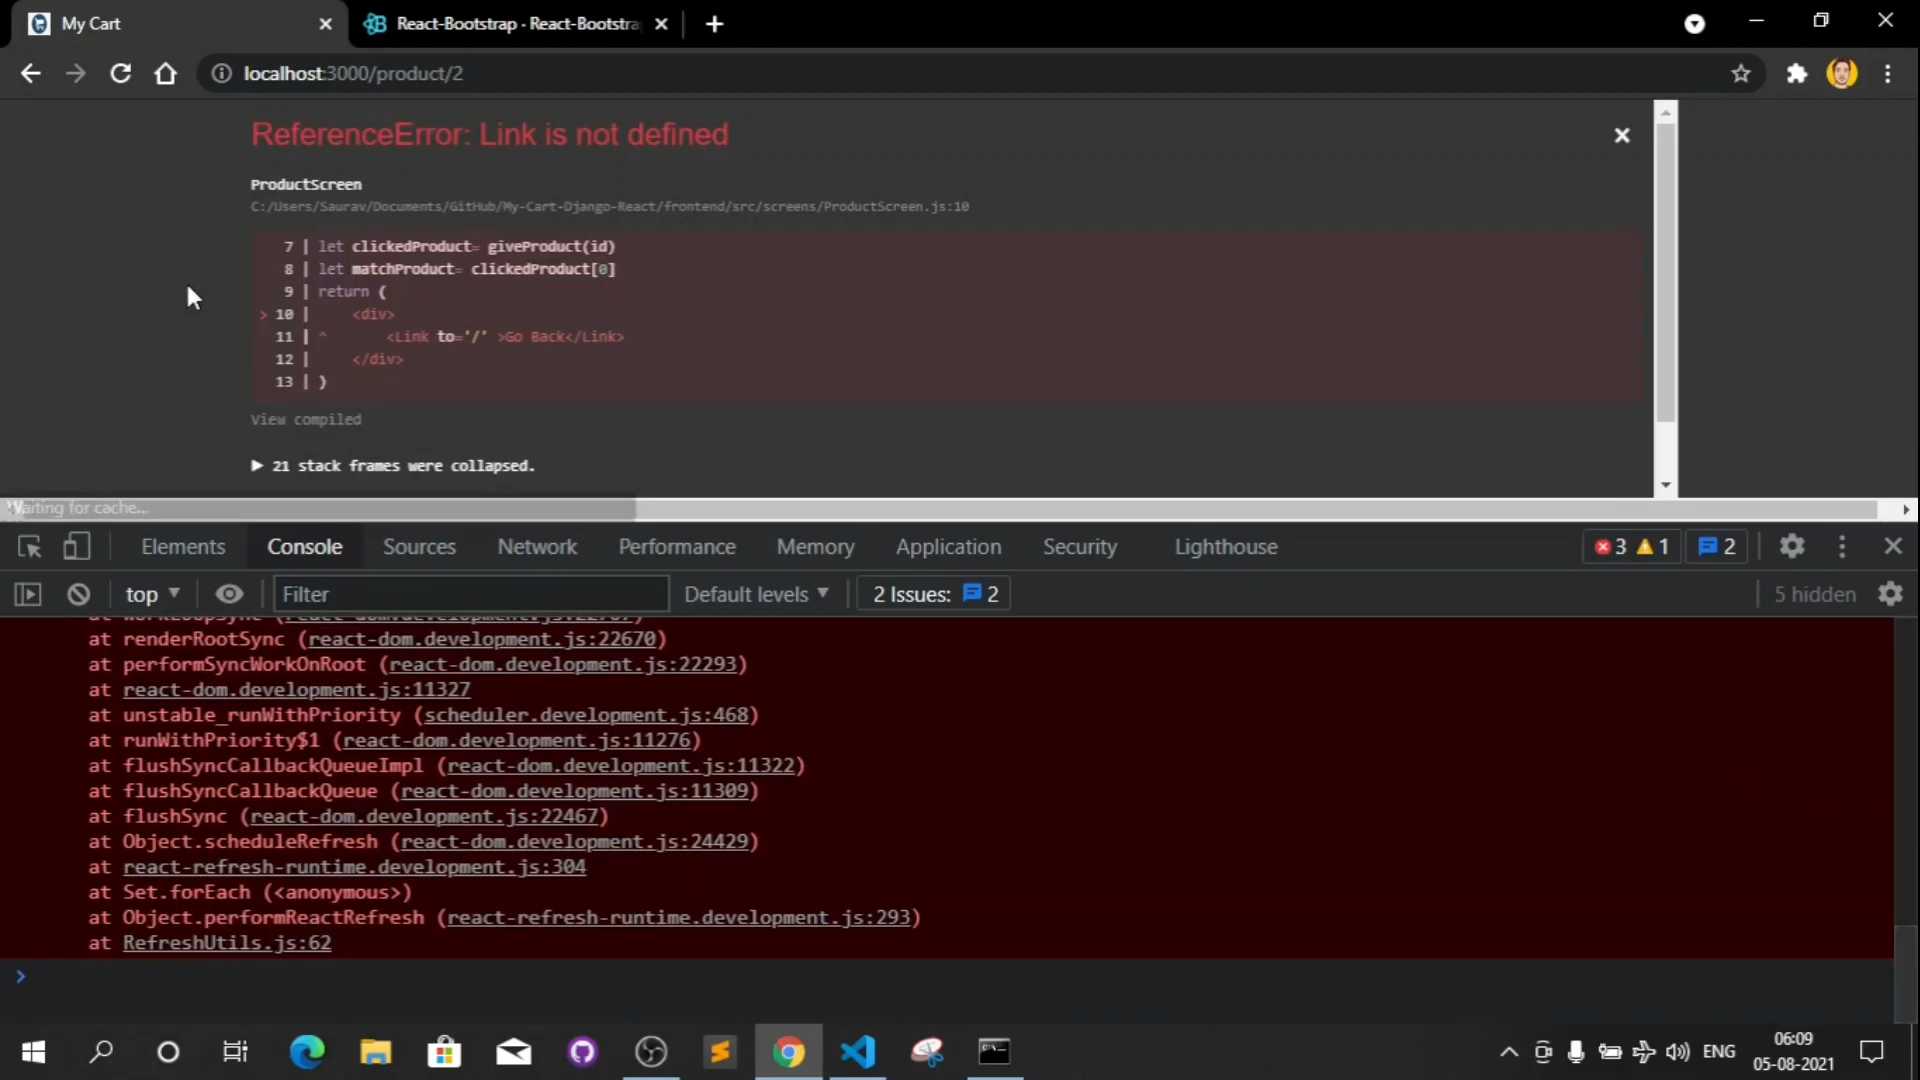 My Cart
React-Bootstrap · React-Bootstra
localhost:3000/product/2
ReferenceError: Link is not defined
ProductScreen
C:/Users/Saurav/Documents/GitHub/My-Cart-Django-React/frontend/src/screens/ProductScreen.js:10
7 | let clickedProduct= giveProduct(id)
8 | let matchProduct= clickedProduct[0]
9 | return (
> 10 | <div>
11 | ^ <Link to='/' >Go Back</Link>
12 | </div>
13 | )
View compiled
▶ 21 stack frames were collapsed.
Waiting for cache...
Elements Console Sources Network Performance Memory Application Security Lighthouse 3 1 2
top Filter Default levels 2 Issues: 2 5 hidden
at renderRootSync (react-dom.development.js:22670)
at performSyncWorkOnRoot (react-dom.development.js:22293)
at react-dom.development.js:11327
at unstable_runWithPriority (scheduler.development.js:468)
at runWithPriority$1 (react-dom.development.js:11276)
at flushSyncCallbackQueueImpl (react-dom.development.js:11322)
at flushSyncCallbackQueue (react-dom.development.js:11309)
at flushSync (react-dom.development.js:22467)
at Object.scheduleRefresh (react-dom.development.js:24429)
at react-refresh-runtime.development.js:304
at Set.forEach (<anonymous>)
at Object.performReactRefresh (react-refresh-runtime.development.js:293)
at RefreshUtils.js:62
>
ENG
06:09
05-08-2021